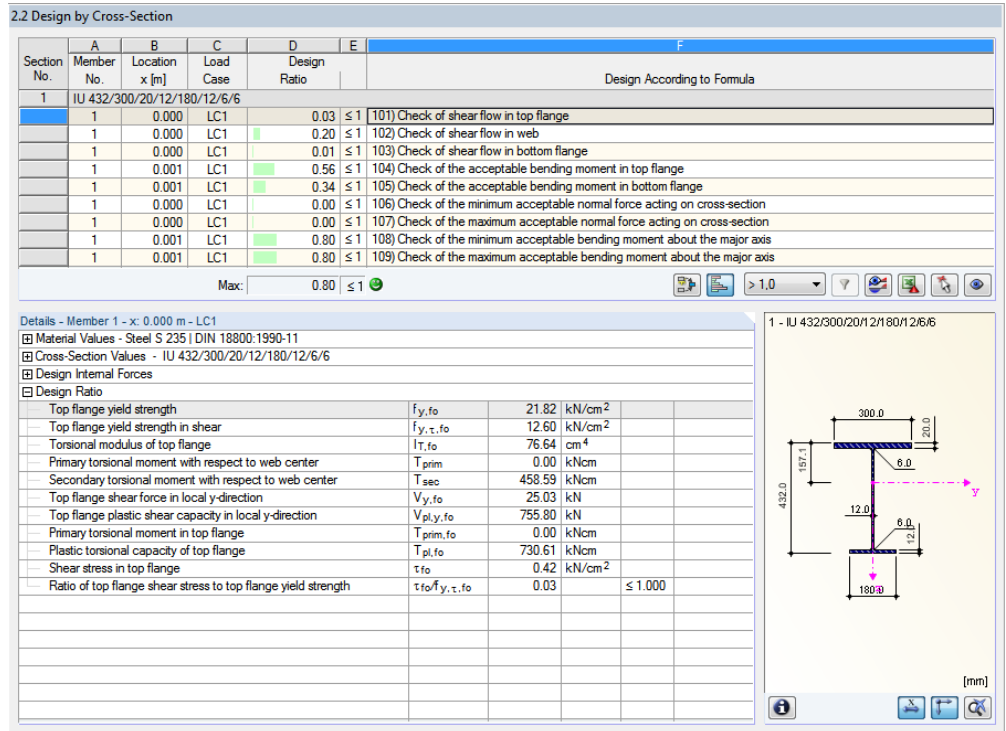 2.2 Design by Cross-Section
A B C D E F
Section Member Location Load Design
No. No. x [m] Case Ratio Design According to Formula
1 IU 432/300/20/12/180/12/6/6
1 0.000 LC1 0.03 ≤ 1 101) Check of shear flow in top flange
1 0.000 LC1 0.20 ≤ 1 102) Check of shear flow in web
1 0.000 LC1 0.01 ≤ 1 103) Check of shear flow in bottom flange
1 0.001 LC1 0.56 ≤ 1 104) Check of the acceptable bending moment in top flange
1 0.001 LC1 0.34 ≤ 1 105) Check of the acceptable bending moment in bottom flange
1 0.000 LC1 0.00 ≤ 1 106) Check of the minimum acceptable normal force acting on cross-section
1 0.000 LC1 0.00 ≤ 1 107) Check of the maximum acceptable normal force acting on cross-section
1 0.001 LC1 0.80 ≤ 1 108) Check of the minimum acceptable bending moment about the major axis
1 0.001 LC1 0.80 ≤ 1 109) Check of the maximum acceptable bending moment about the major axis
Max: 0.80 ≤ 1 > 1,0
Details - Member 1 - x: 0.000 m - LC1
Material Values - Steel S 235 | DIN 18800:1990-11
Cross-Section Values - IU 432/300/20/12/180/12/6/6
Design Internal Forces
Design Ratio
Top flange yield strength fy,fo 21.82 kN/cm2
Top flange yield strength in shear fy,τ,fo 12.60 kN/cm2
Torsional modulus of top flange IT,fo 76.64 cm4
Primary torsional moment with respect to web center Tprim 0.00 kNcm
Secondary torsional moment with respect to web center Tsec 458.59 kNcm
Top flange shear force in local y-direction Vy,fo 25.03 kN
Top flange plastic shear capacity in local y-direction Vpl,y,fo 755.80 kN
Primary torsional moment in top flange Tprim,fo 0.00 kNcm
Plastic torsional capacity of top flange Tpl,fo 730.61 kNcm
Shear stress in top flange τfo 0.42 kN/cm2
Ratio of top flange shear stress to top flange yield strength τfo/fy,τ,fo 0.03 ≤ 1.000
1 - IU 432/300/20/12/180/12/6/6
300.0
20.0
157.1
6.0
432.0
y
12.0
6.0
12.0
180.0
[mm]